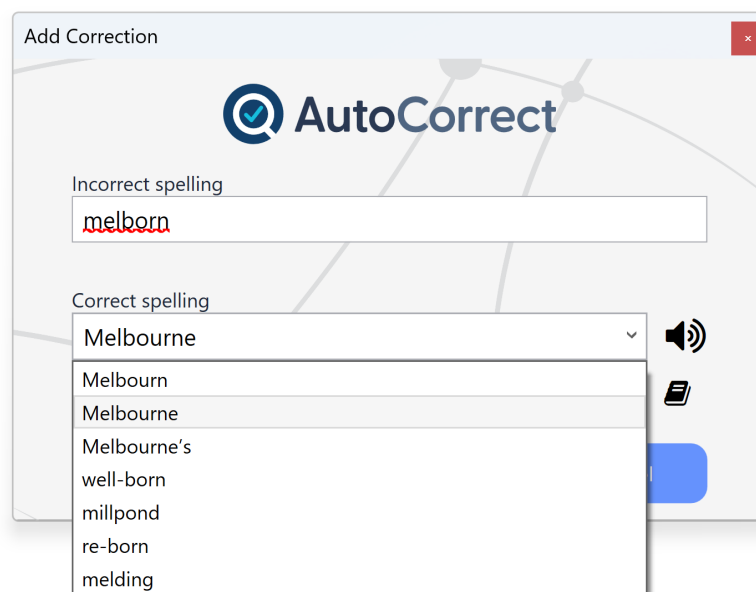 Add Correction
×
AutoCorrect
Incorrect spelling
melborn
Correct spelling
Melbourne
Melbourn
Melbourne
Melbourne's
well-born
millpond
re-born
melding